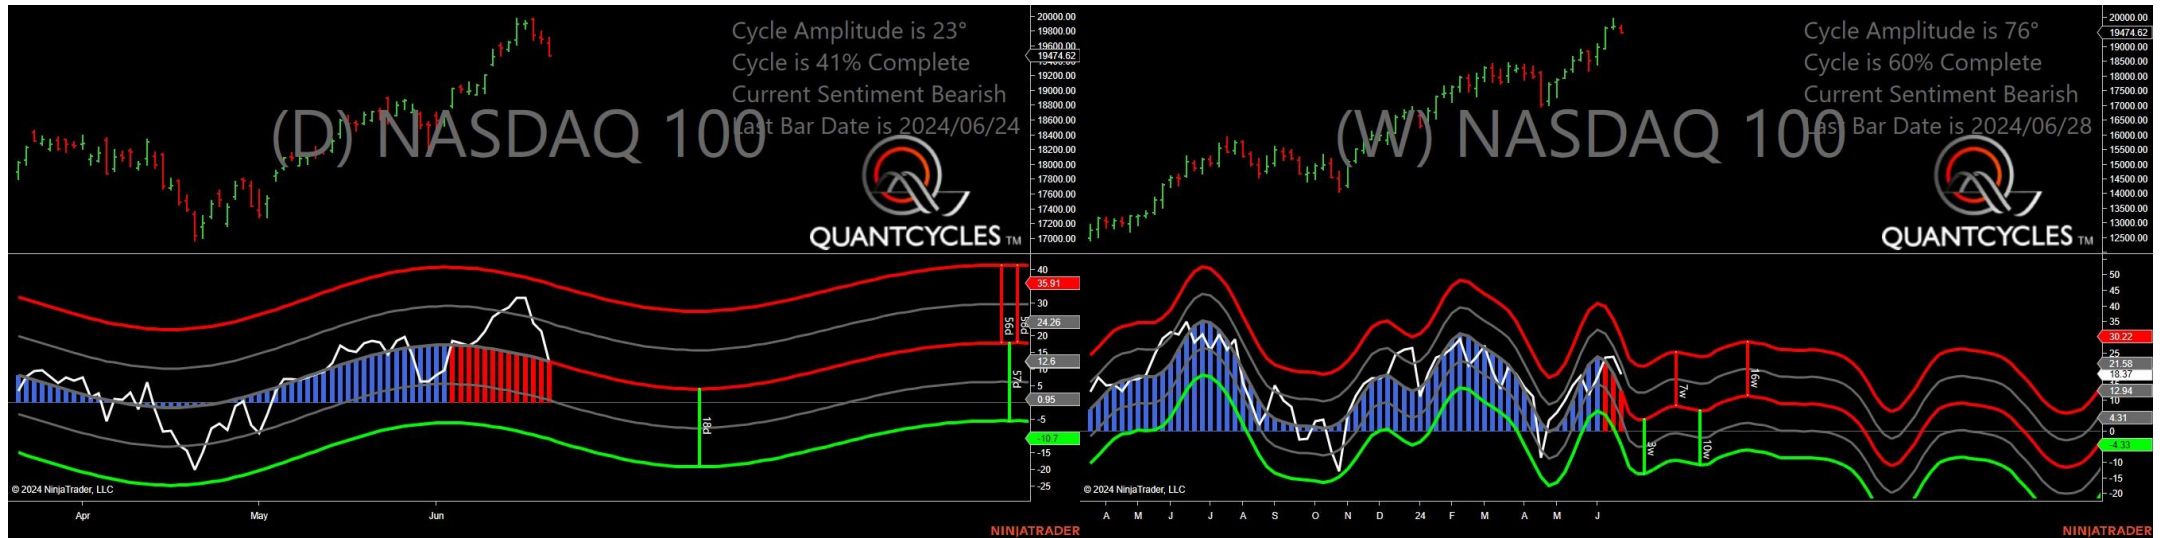 Cycle Amplitude is 23°
Cycle is 41% Complete
Current Sentiment Bearish
Last Bar Date is 2024/06/24
(D) NASDAQ 100
QUANTCYCLES TM
20000.00
19800.00
19600.00
19474.62
19200.00
19000.00
18800.00
18600.00
18400.00
18200.00
18000.00
17800.00
17600.00
17400.00
17200.00
17000.00
40
35.91
30
24.26
20
15
12.6
10
5
0.95
-5
-10.7
-15
-20
-25
18d
56d
57d
© 2024 NinjaTrader, LLC
Apr May Jun
NINJATRADER
Cycle Amplitude is 76°
Cycle is 60% Complete
Current Sentiment Bearish
Last Bar Date is 2024/06/28
(W) NASDAQ 100
QUANTCYCLES TM
20000.00
19474.62
19000.00
18500.00
18000.00
17500.00
17000.00
16500.00
16000.00
15500.00
15000.00
14500.00
14000.00
13500.00
13000.00
12500.00
50
45
40
35
30.22
25
21.58
18.37
12.94
10
4.31
0
-4.33
-10
-15
-20
3w
7w
10w
16w
© 2024 NinjaTrader, LLC
A M J J A S O N D 24 F M A M J
NINJATRADER